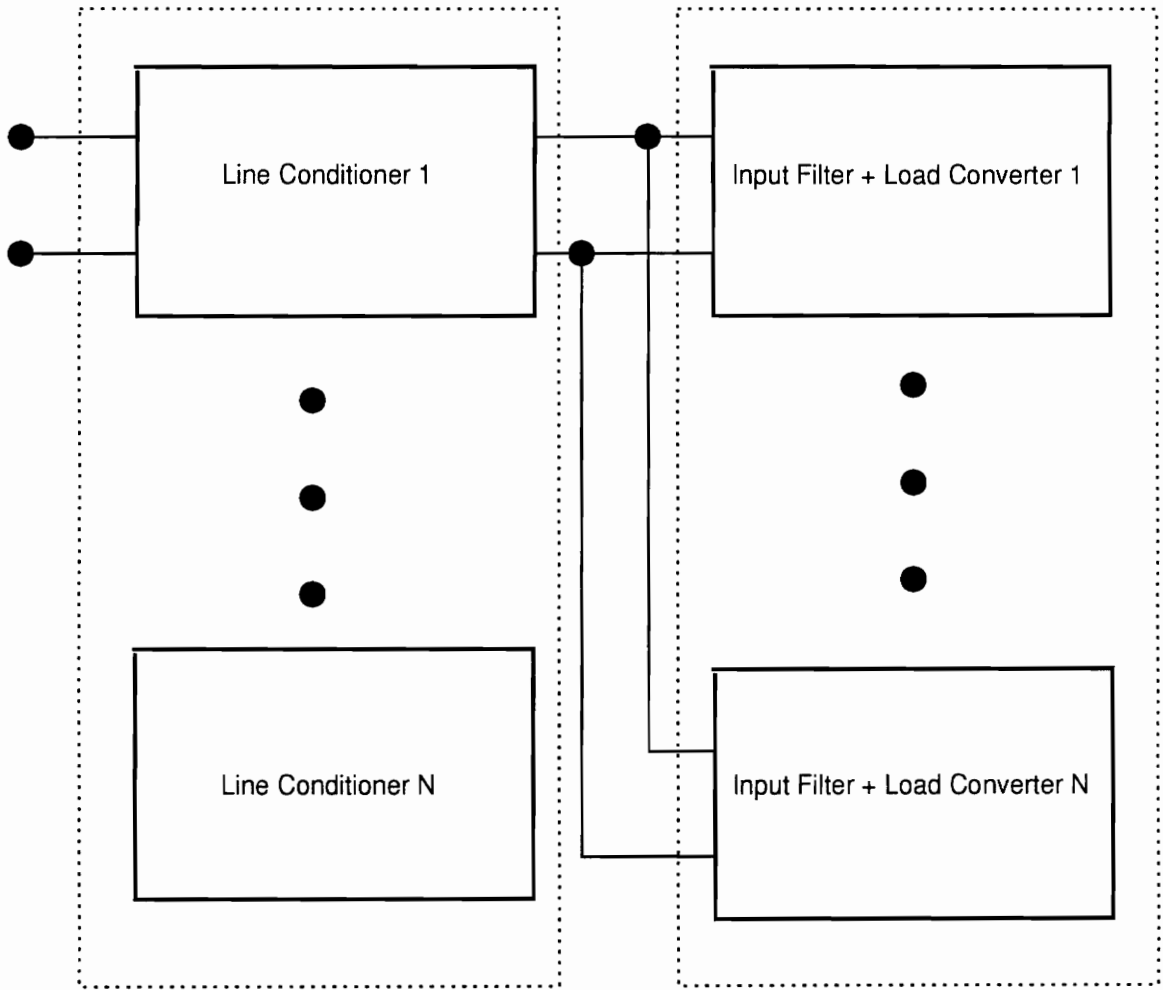 Line Conditioner 1
Input Filter + Load Converter 1
Line Conditioner N
Input Filter + Load Converter N